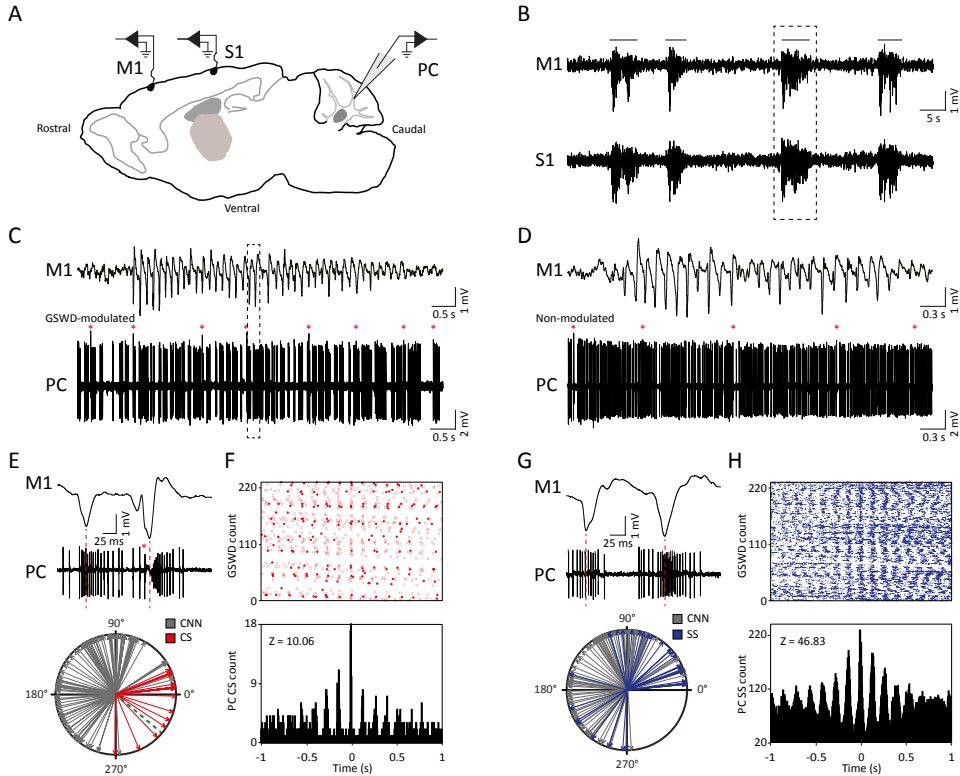 A
M1
S1
PC
Rostral
Caudal
Ventral
B
M1
S1
5 s
1 mV
C
M1
0.5 s
1 mV
GSWD-modulated
* * * * * * * *
PC
0.5 s
2 mV
D
M1
0.3 s
1 mV
Non-modulated
* * * * *
PC
0.3 s
2 mV
E
M1
25 ms
1 mV
*
PC
CNN
CS
90°
180°
0°
270°
F
GSWD count
220
110
0
PC CS count
18
9
0
Z = 10.06
-1 -0.5 0 0.5 1
Time (s)
G
M1
25 ms
1 mV
PC
CNN
SS
90°
180°
0°
270°
H
GSWD count
220
110
0
PC SS count
220
120
20
Z = 46.83
-1 -0.5 0 0.5 1
Time (s)